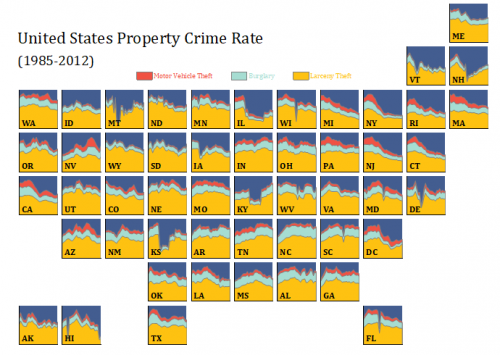 ME
United States Property Crime Rate
(1985-2012)
VT NH
Motor Vehicle Theft Burglary Larceny Theft
WA ID MT ND MN IL WI MI NY RI MA
OR NV WY SD IA IN OH PA NJ CT
CA UT CO NE MO KY WV VA MD DE
AZ NM KS AR TN NC SC DC
OK LA MS AL GA
AK HI TX FL